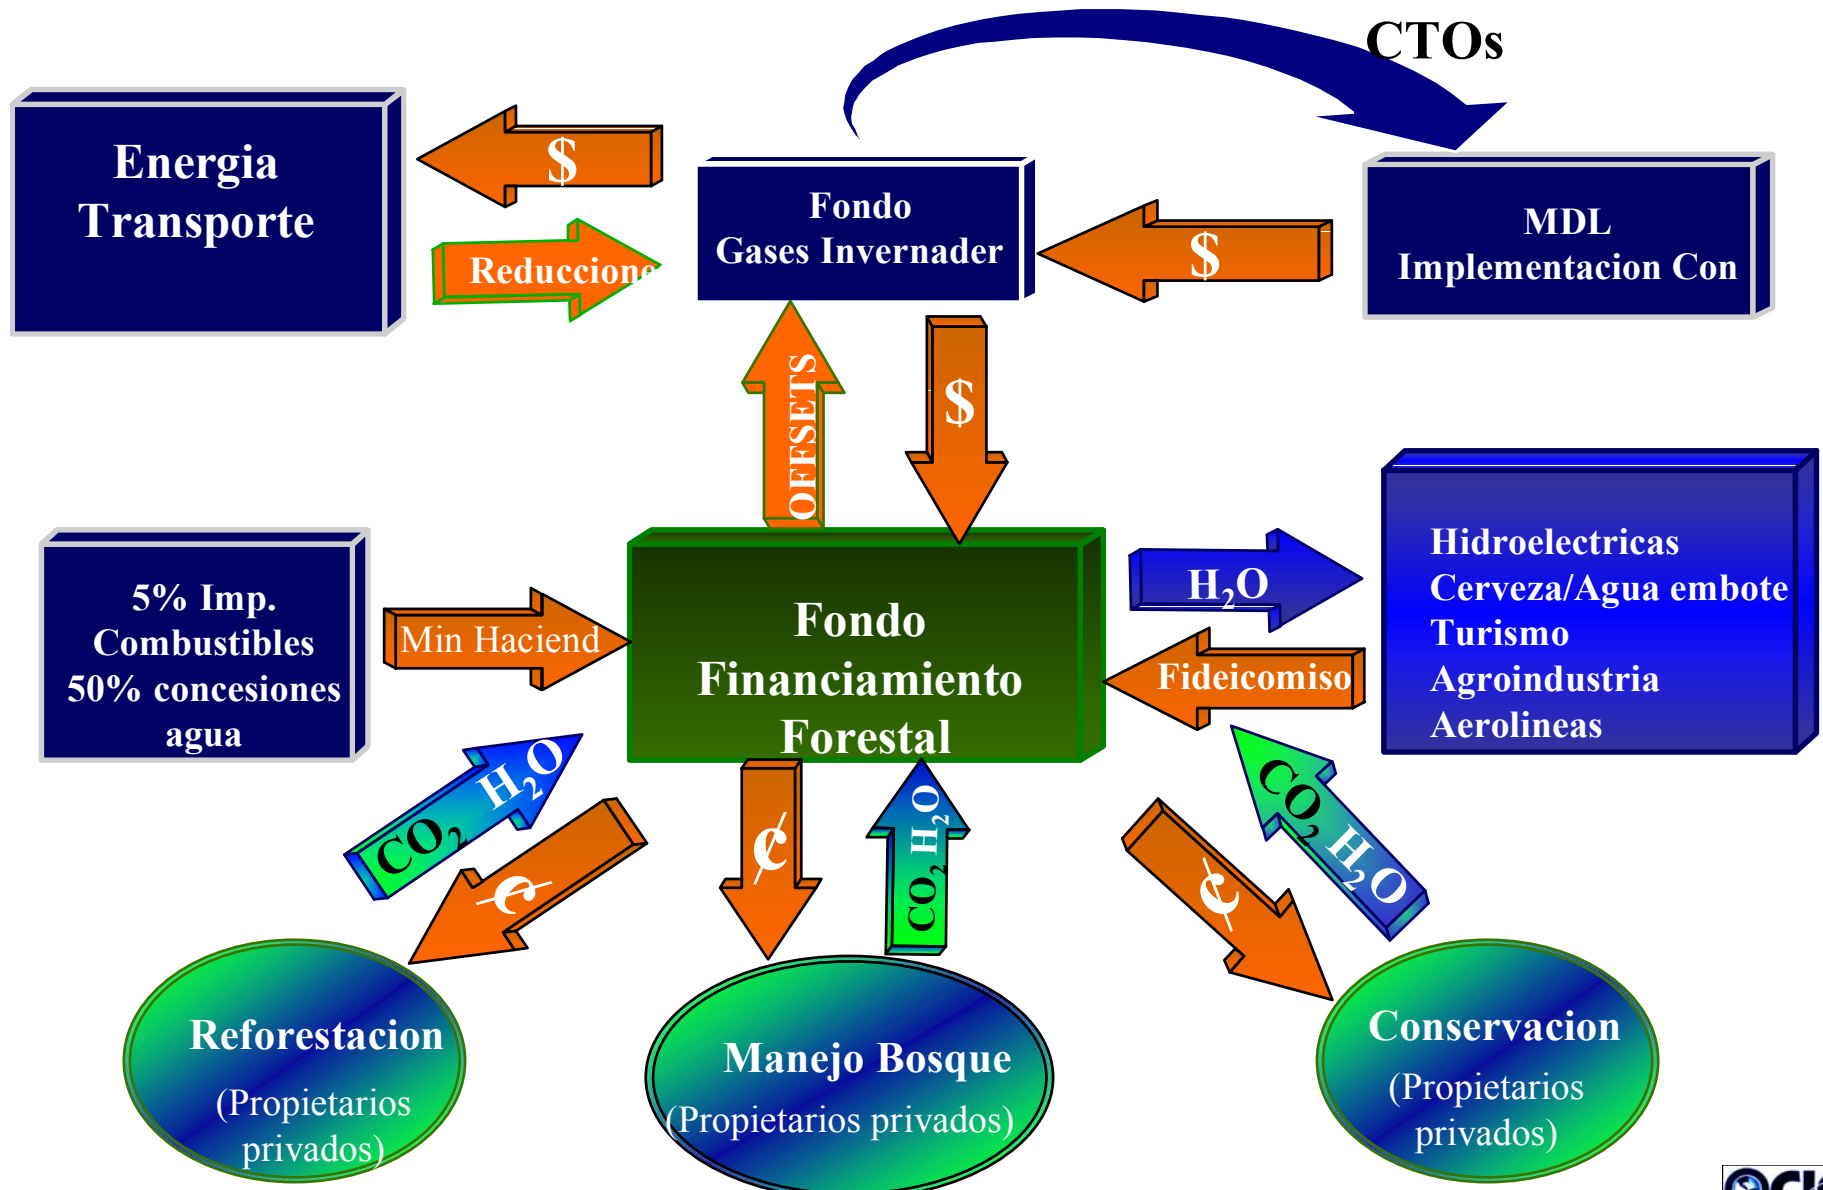 CTOs
Energia
Transporte
$
Reduccione
Fondo
Gases Invernader
$
MDL
Implementacion Con
OFFSETS
$
5% Imp.
Combustibles
50% concesiones
agua
Min Haciend
Fondo
Financiamiento
Forestal
H₂O
Fideicomiso
Hidroelectricas
Cerveza/Agua embote
Turismo
Agroindustria
Aerolineas
CO₂ H₂O
¢
¢
CO₂ H₂O
¢
CO₂ H₂O
Reforestacion
(Propietarios
privados)
Manejo Bosque
(Propietarios privados)
Conservacion
(Propietarios
privados)